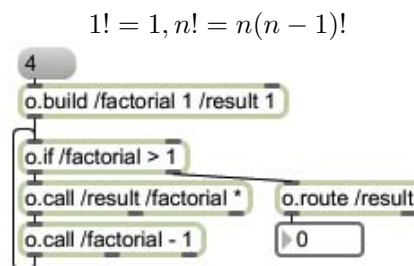 1! = 1, n! = n(n − 1)!
4
o.build /factorial 1 /result 1
o.if /factorial > 1
o.call /result /factorial *
o.route /result
o.call /factorial - 1
0